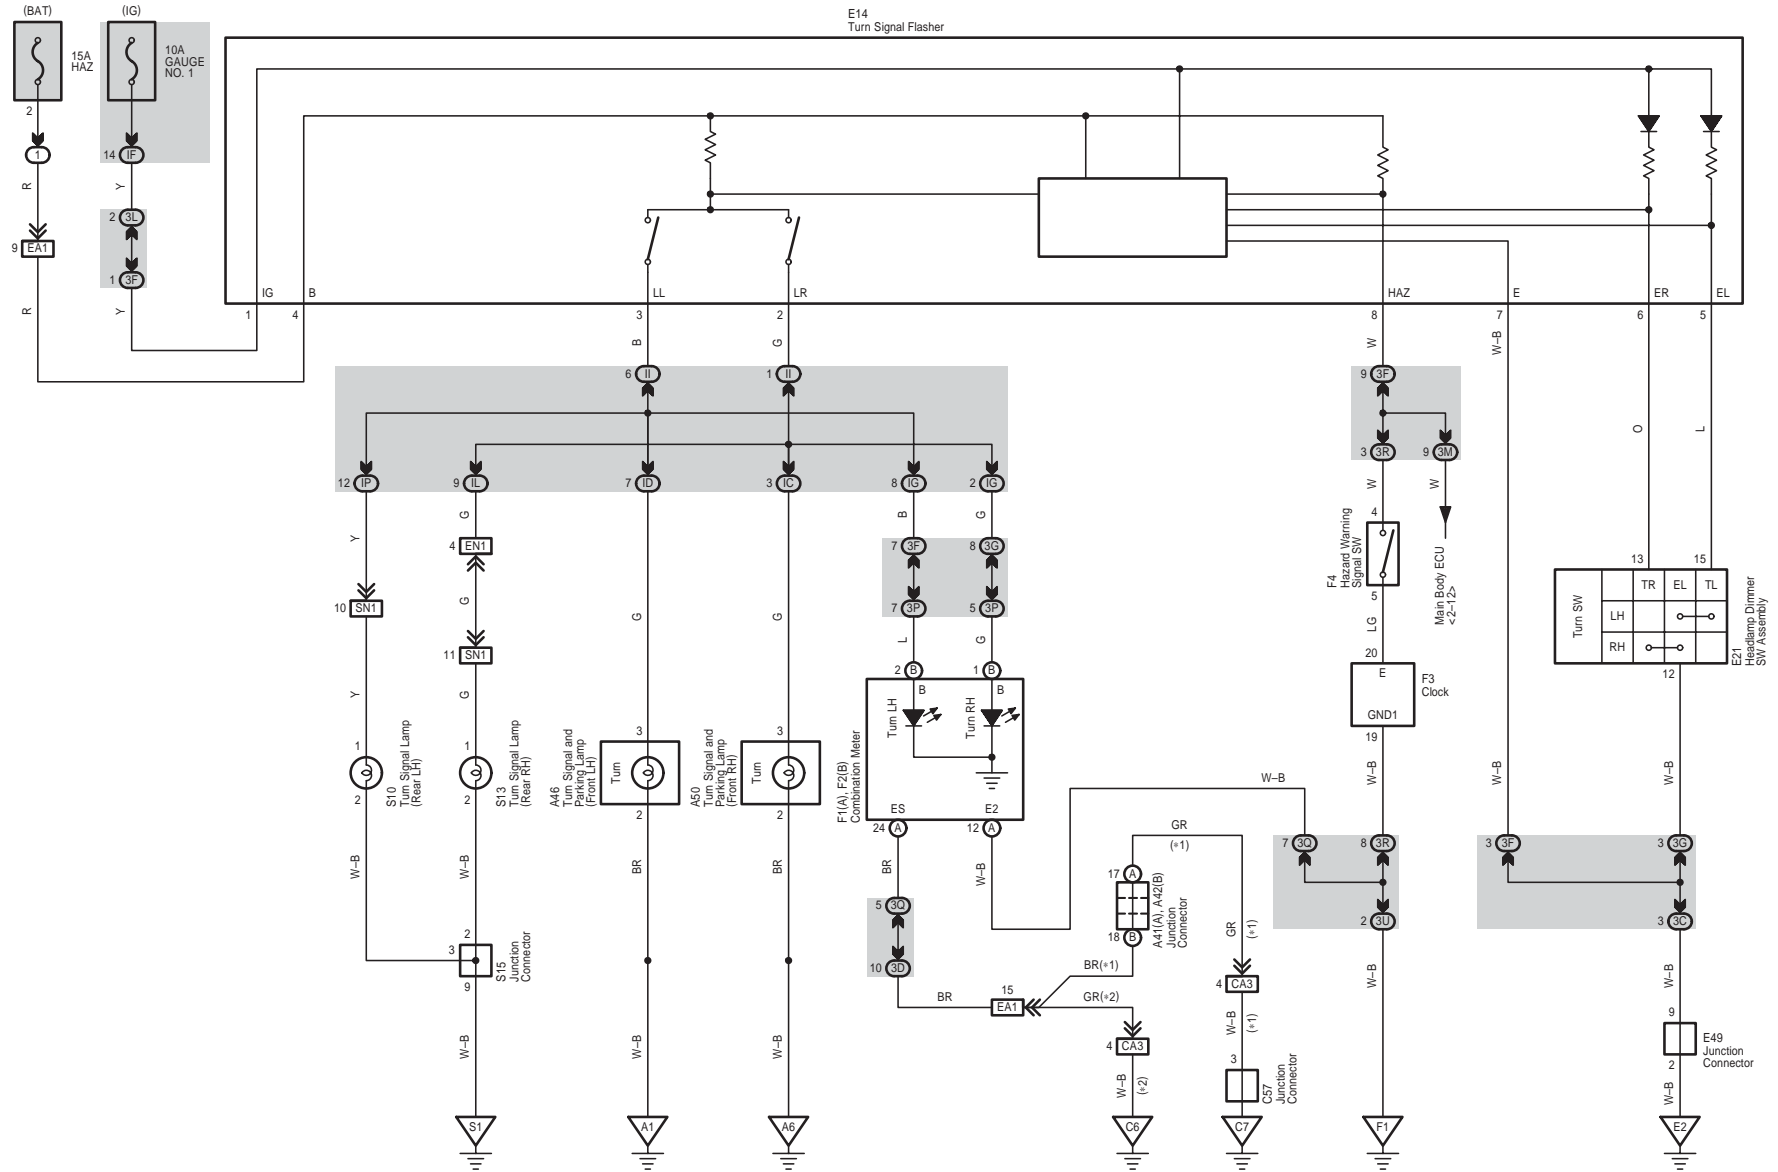 (BAT)
(IG)
E14
Turn Signal Flasher
15A
HAZ
10A
GAUGE
NO. 1
2
1
14 IF
R
Y
2 3L
9 EA1
1 3F
R
Y
IG
B
LL
LR
HAZ
E
ER
EL
1
4
3
2
8
7
6
5
B
G
W
W–B
6 II
1 II
9 3F
O
L
3 3R
9 3M
12 IP
9 IL
7 ID
3 IC
8 IG
2 IG
Y
G
B
G
W
W
4 EN1
7 3F
8 3G
4
F4
Hazard Warning
Signal SW
5
Main Body ECU
<2–12>
13
15
TR
EL
TL
Turn SW
LH
RH
E21
Headlamp Dimmer
SW Assembly
12
10 SN1
G
G
G
7 3P
5 3P
LG
11 SN1
L
G
20
E
F3
Clock
GND1
19
Y
G
2 B
1 B
B
B
Turn LH
Turn RH
F1(A), F2(B)
Combination Meter
ES
E2
24 A
12 A
1
2
S10
Turn Signal Lamp
(Rear LH)
1
2
S13
Turn Signal Lamp
(Rear RH)
3
Turn
2
A46
Turn Signal and
Parking Lamp
(Front LH)
3
Turn
2
A50
Turn Signal and
Parking Lamp
(Front RH)
W–B
W–B
W–B
W–B
W–B
W–B
BR
BR
BR
W–B
GR
(*1)
7 3Q
8 3R
3 3F
3 3G
17 A
A41(A), A42(B)
Junction
Connector
18 B
5 3Q
2 3U
3 3C
GR
(*1)
2
3
9
S15
Junction
Connector
10 3D
BR(*1)
4 CA3
W–B
W–B
BR
15
EA1
GR(*2)
9
E49
Junction
Connector
2
W–B
W–B
BR
4 CA3
W–B
(*1)
3
C57
Junction
Connector
W–B
(*2)
W–B
S1
A1
A6
C6
C7
F1
E2